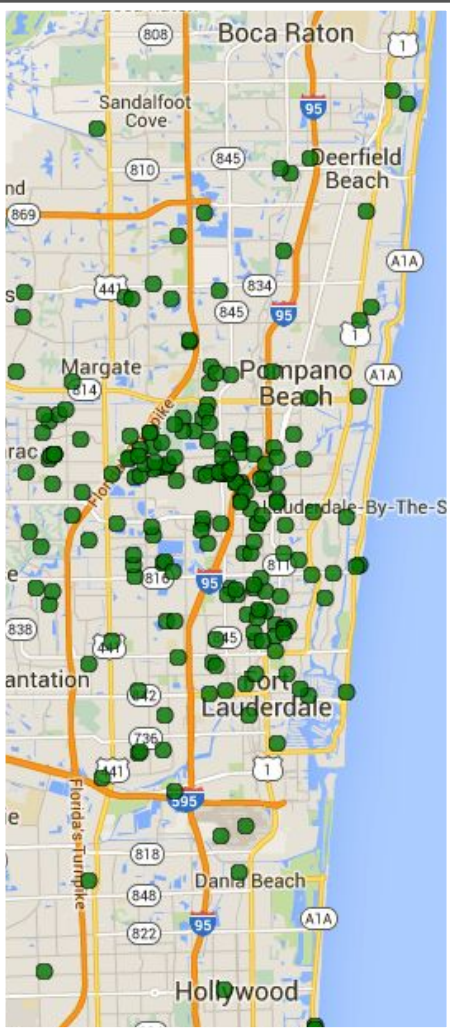 808
Boca Raton
1
Sandalfoot
Cove
95
810
845
Deerfield
Beach
nd
869
A1A
441
834
s
845
95
1
Margate
814
Pompano
Beach
A1A
Florida's Turnpike
rac
Lauderdale-By-The-S
811
e
816
95
838
441
845
antation
442
Fort
Lauderdale
736
441
1
595
Florida's Turnpike
e
818
848
Dania Beach
A1A
95
822
Hollywood